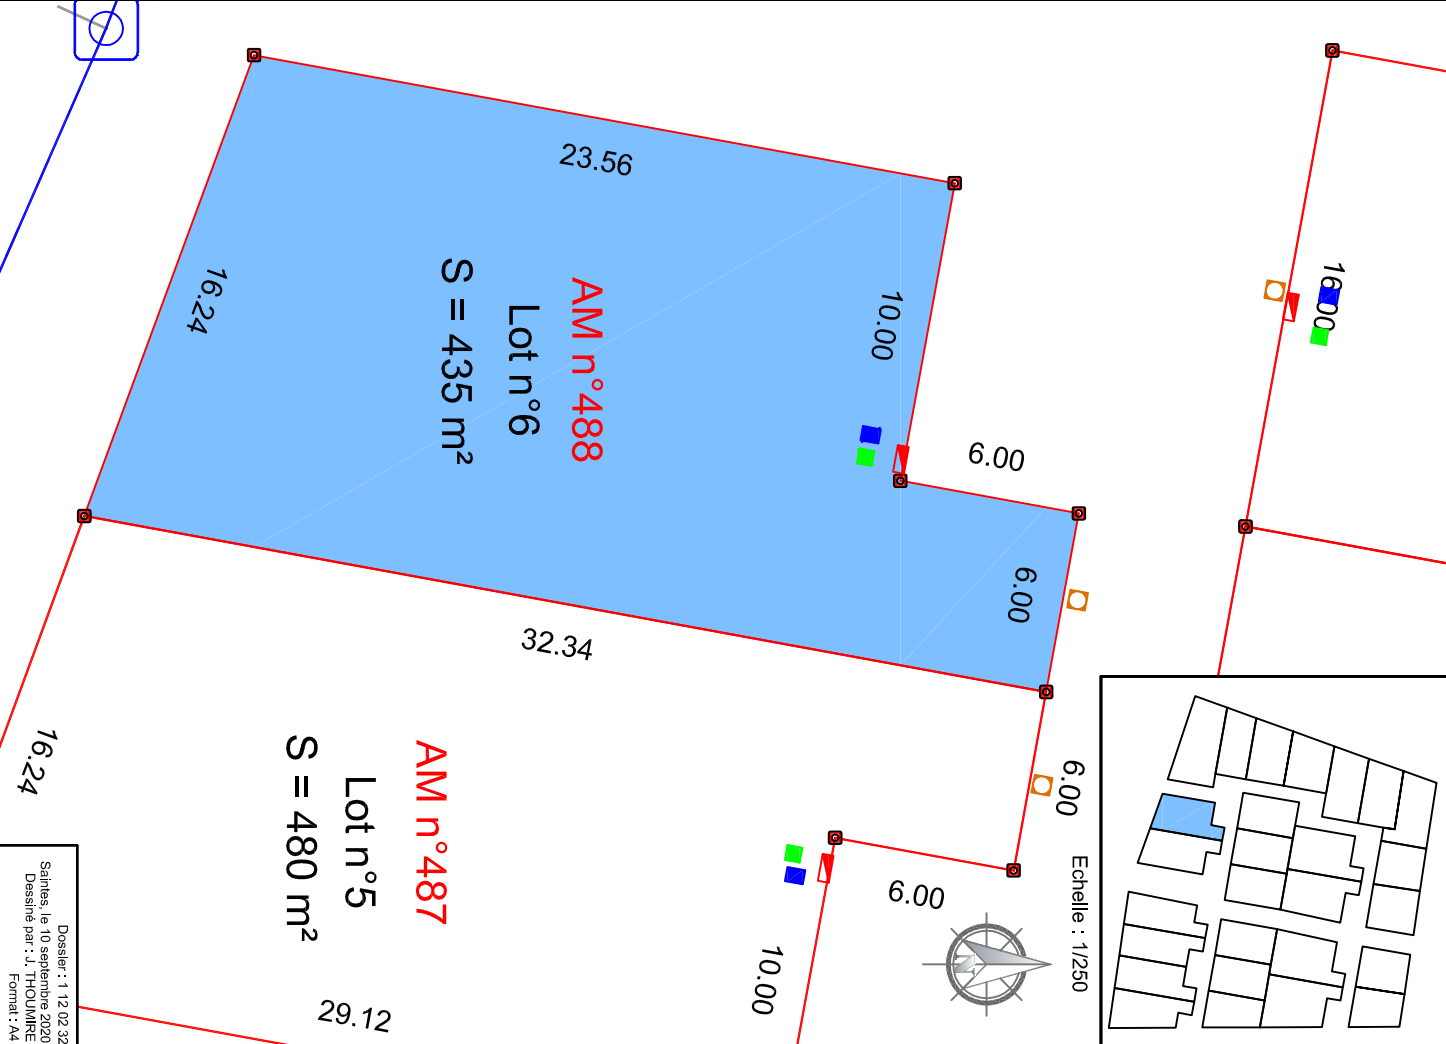 23.56
16.24
AM n°488
Lot n°6
S = 435 m²
10.00
6.00
6.00
32.34
16.00
16.24
AM n°487
Lot n°5
S = 480 m²
6.00
6.00
10.00
29.12
Echelle : 1/250
N
Dossier : 1 12 02 32
Saintes, le 10 septembre 2020
Dessiné par : J. THOUMIRE
Format : A4